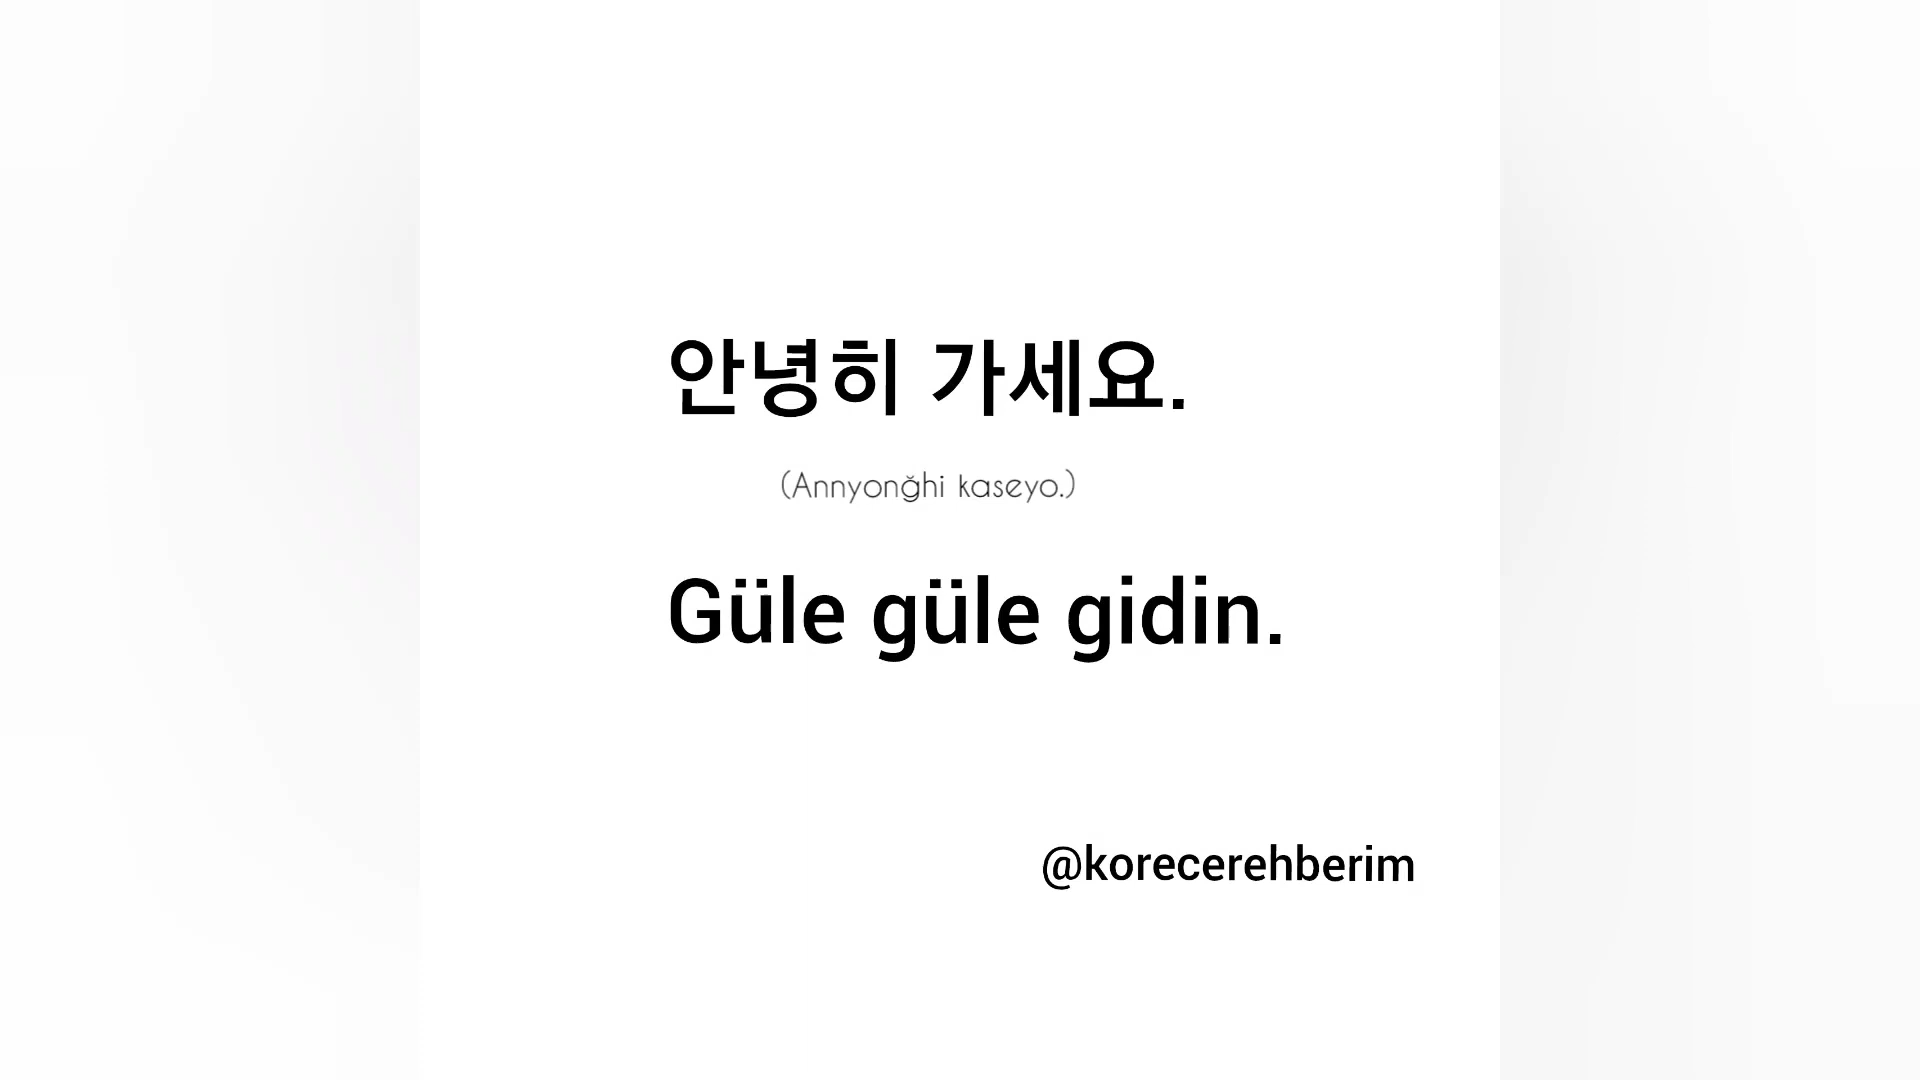 안녕히 가세요.
(Annyonğhi kaseyo.)
Güle güle gidin.
@korecerehberim